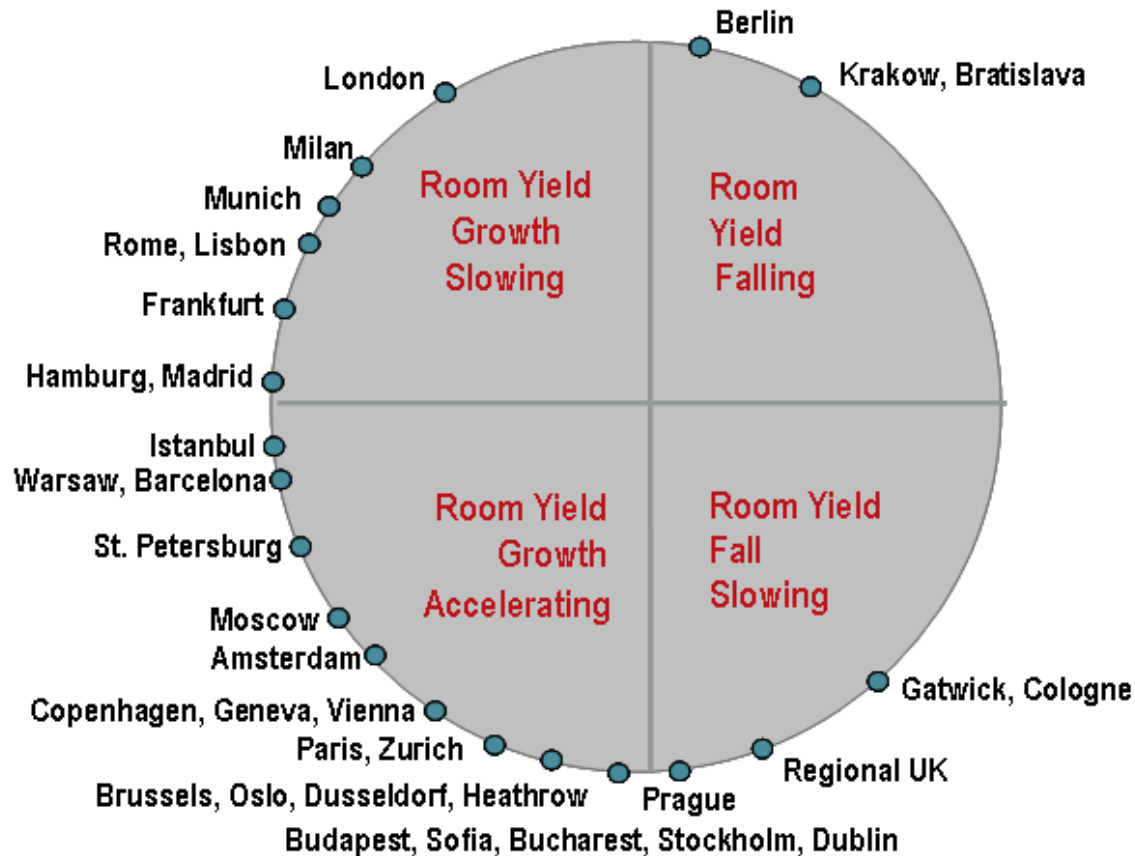 Berlin
Krakow, Bratislava
London
Milan
Munich
Rome, Lisbon
Frankfurt
Hamburg, Madrid
Room Yield
Growth
Slowing
Room
Yield
Falling
Istanbul
Warsaw, Barcelona
St. Petersburg
Moscow
Amsterdam
Copenhagen, Geneva, Vienna
Paris, Zurich
Brussels, Oslo, Dusseldorf, Heathrow
Budapest, Sofia, Bucharest, Stockholm, Dublin
Room Yield
Growth
Accelerating
Room Yield
Fall
Slowing
Gatwick, Cologne
Regional UK
Prague